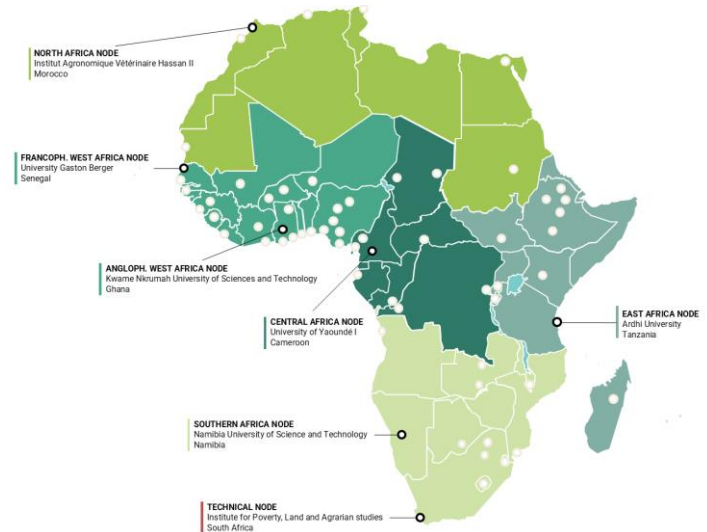 NORTH AFRICA NODE
Institut Agronomique Vétérinaire Hassan II
Morocco
FRANCOPH. WEST AFRICA NODE
University Gaston Berger
Senegal
ANGLOPH. WEST AFRICA NODE
Kwame Nkrumah University of Sciences and Technology
Ghana
CENTRAL AFRICA NODE
University of Yaoundé I
Cameroon
EAST AFRICA NODE
Ardhi University
Tanzania
SOUTHERN AFRICA NODE
Namibia University of Science and Technology
Namibia
TECHNICAL NODE
Institute for Poverty, Land and Agrarian studies
South Africa